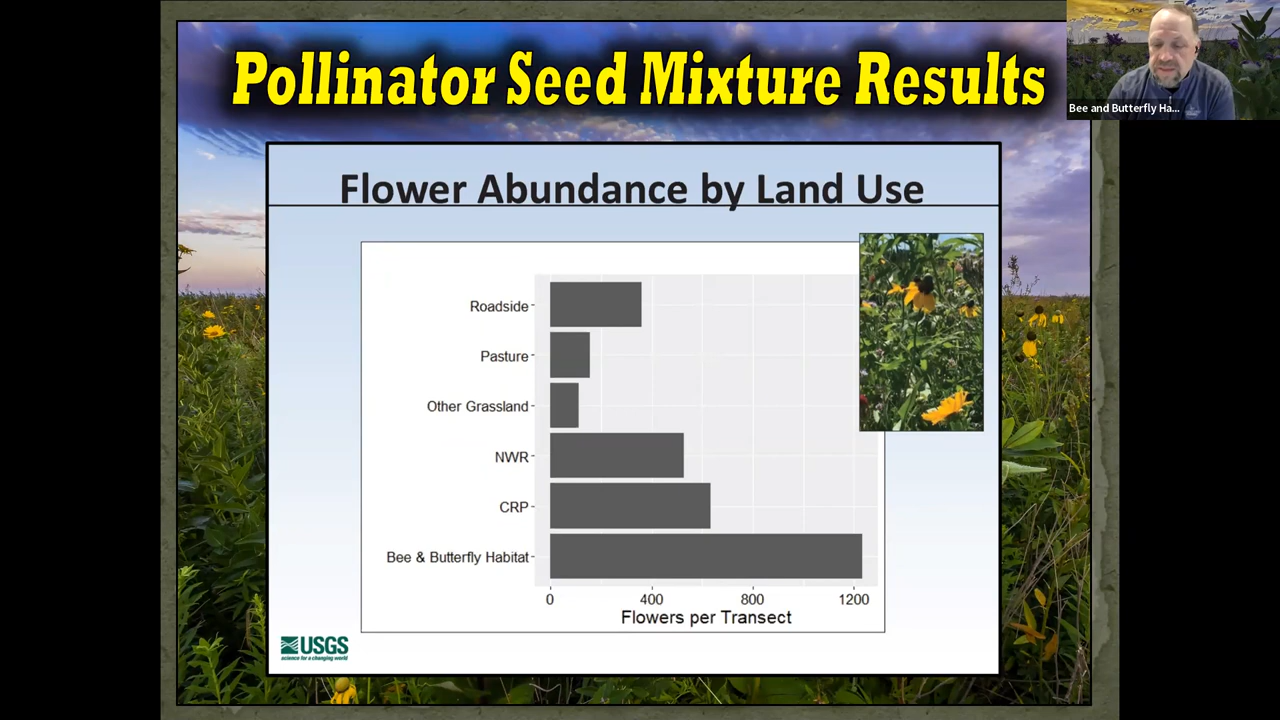 Pollinator Seed Mixture Results
Bee and Butterfly Ha...
Flower Abundance by Land Use
Roadside
Pasture
Other Grassland
NWR
CRP
Bee & Butterfly Habitat
0 400 800 1200
Flowers per Transect
USGS
science for a changing world